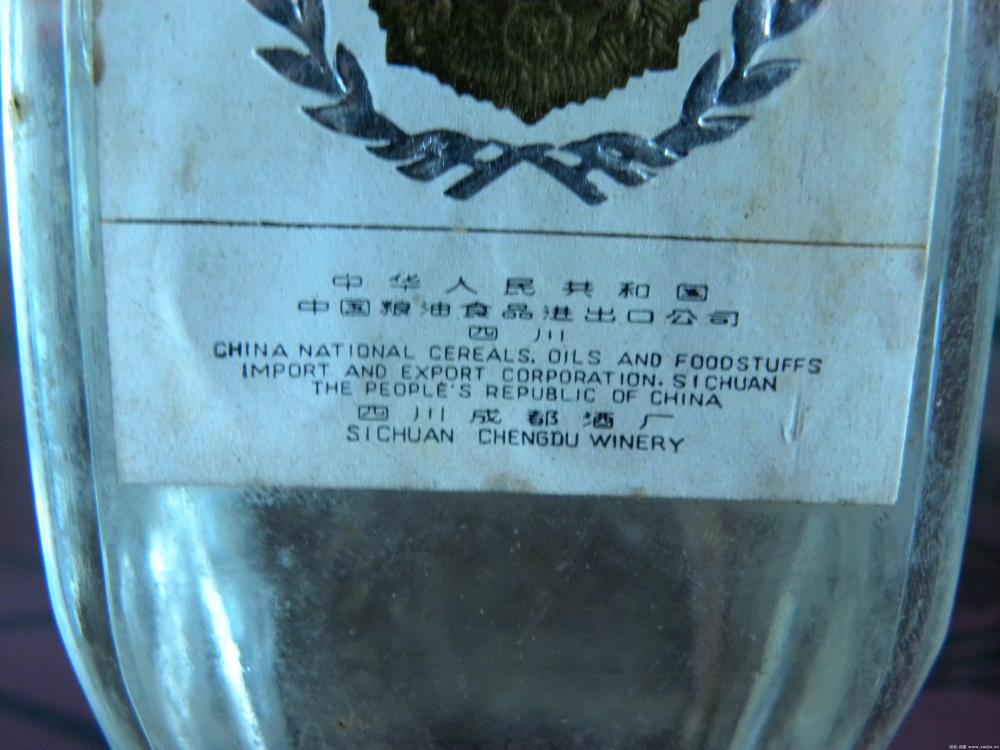 中华人民共和国
中国粮油食品进出口公司
四川
CHINA NATIONAL CEREALS. OILS AND FOODSTUFFS
IMPORT AND EXPORT CORPORATION. SICHUAN
THE PEOPLE'S REPUBLIC OF CHINA
四川成都酒厂
SICHUAN CHENGDU WINERY